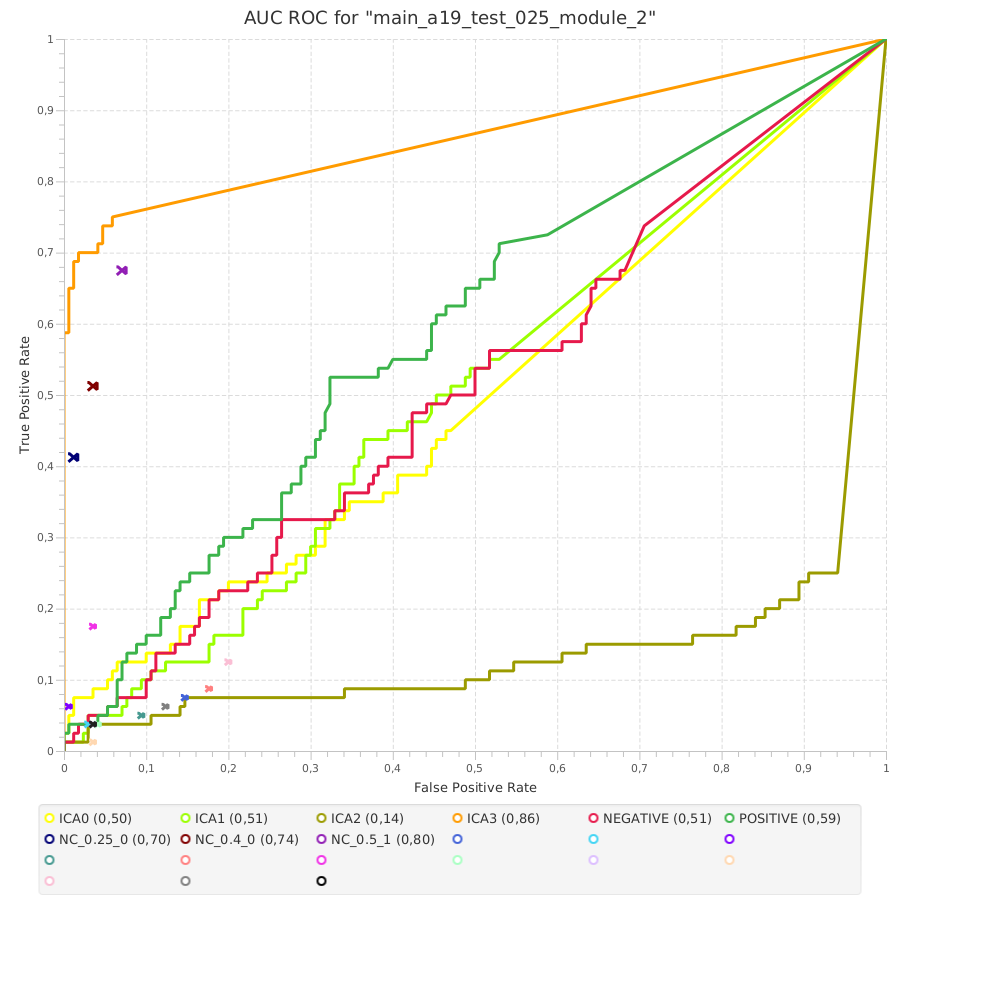 AUC ROC for "main_a19_test_025_module_2"
1
0,9
0,8
0,7
0,6
0,5
0,4
0,3
0,2
0,1
0
True Positive Rate
0 0,1 0,2 0,3 0,4 0,5 0,6 0,7 0,8 0,9 1
False Positive Rate
ICA0 (0,50) ICA1 (0,51) ICA2 (0,14) ICA3 (0,86) NEGATIVE (0,51) POSITIVE (0,59)
NC_0.25_0 (0,70) NC_0.4_0 (0,74) NC_0.5_1 (0,80)